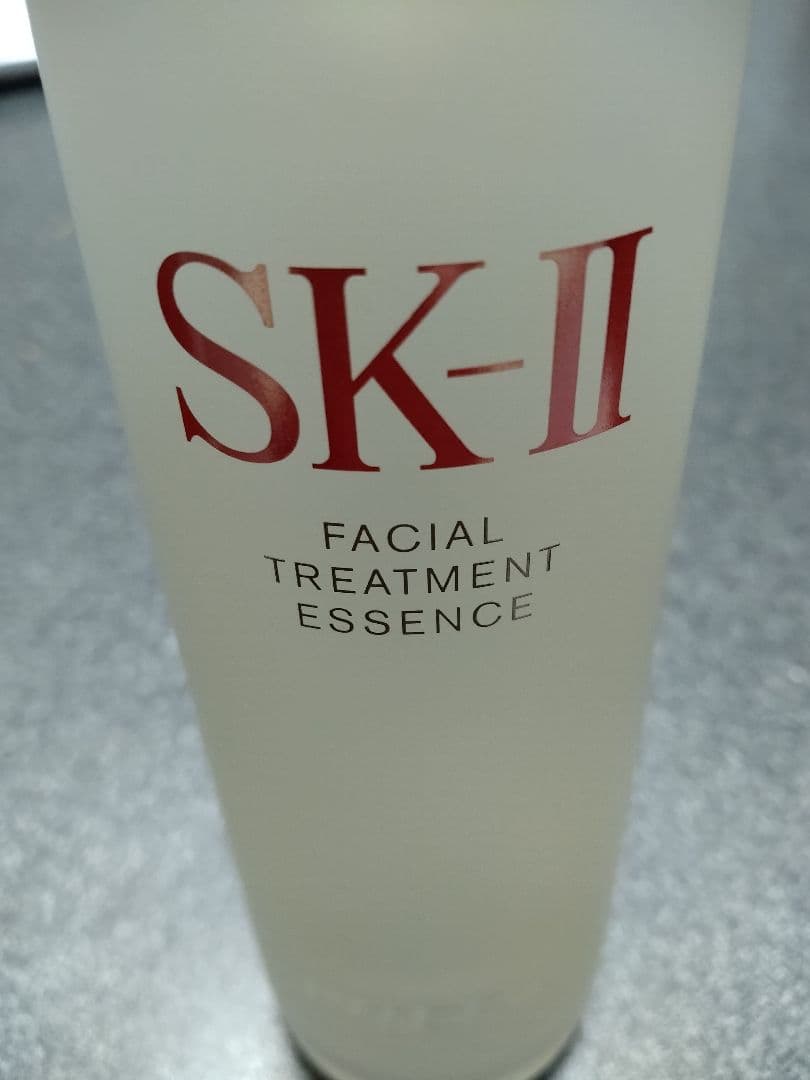 SK-II
FACIAL
TREATMENT
ESSENCE